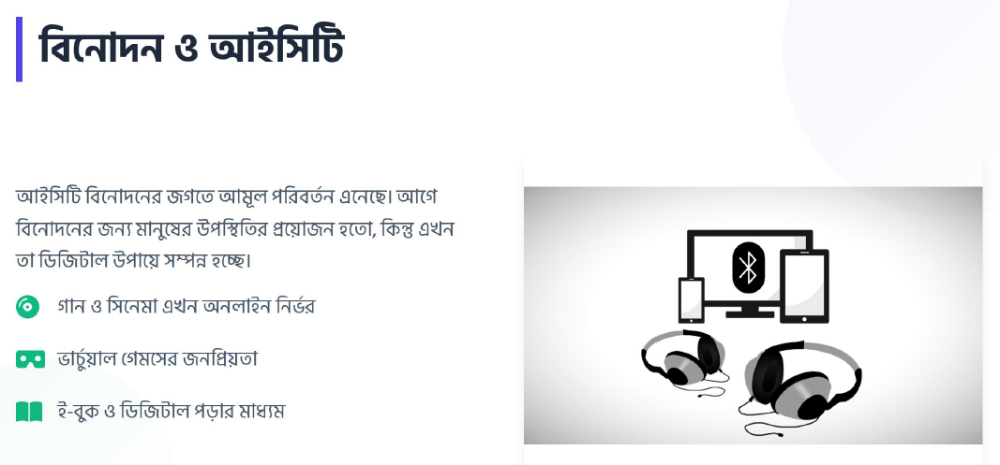 বিনোদন ও আইসিটি
আইসিটি বিনোদনের জগতে আমূল পরিবর্তন এনেছে। আগে
বিনোদনের জন্য মানুষের উপস্থিতির প্রয়োজন হতো, কিন্তু এখন
তা ডিজিটাল উপায়ে সম্পন্ন হচ্ছে।
গান ও সিনেমা এখন অনলাইন নির্ভর
ভার্চুয়াল গেমসের জনপ্রিয়তা
ই-বুক ও ডিজিটাল পড়ার মাধ্যম